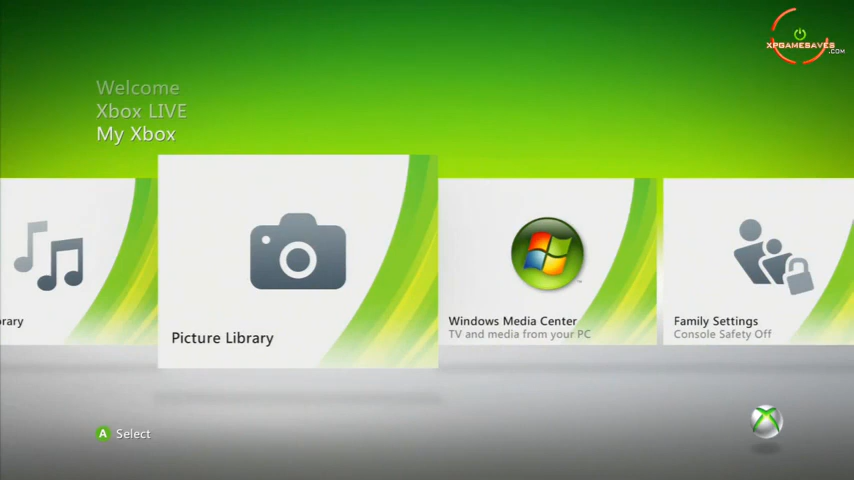 XPGAMESAVES
.COM
Welcome
Xbox LIVE
My Xbox
rary
Picture Library
Windows Media Center
TV and media from your PC
Family Settings
Console Safety Off
A Select